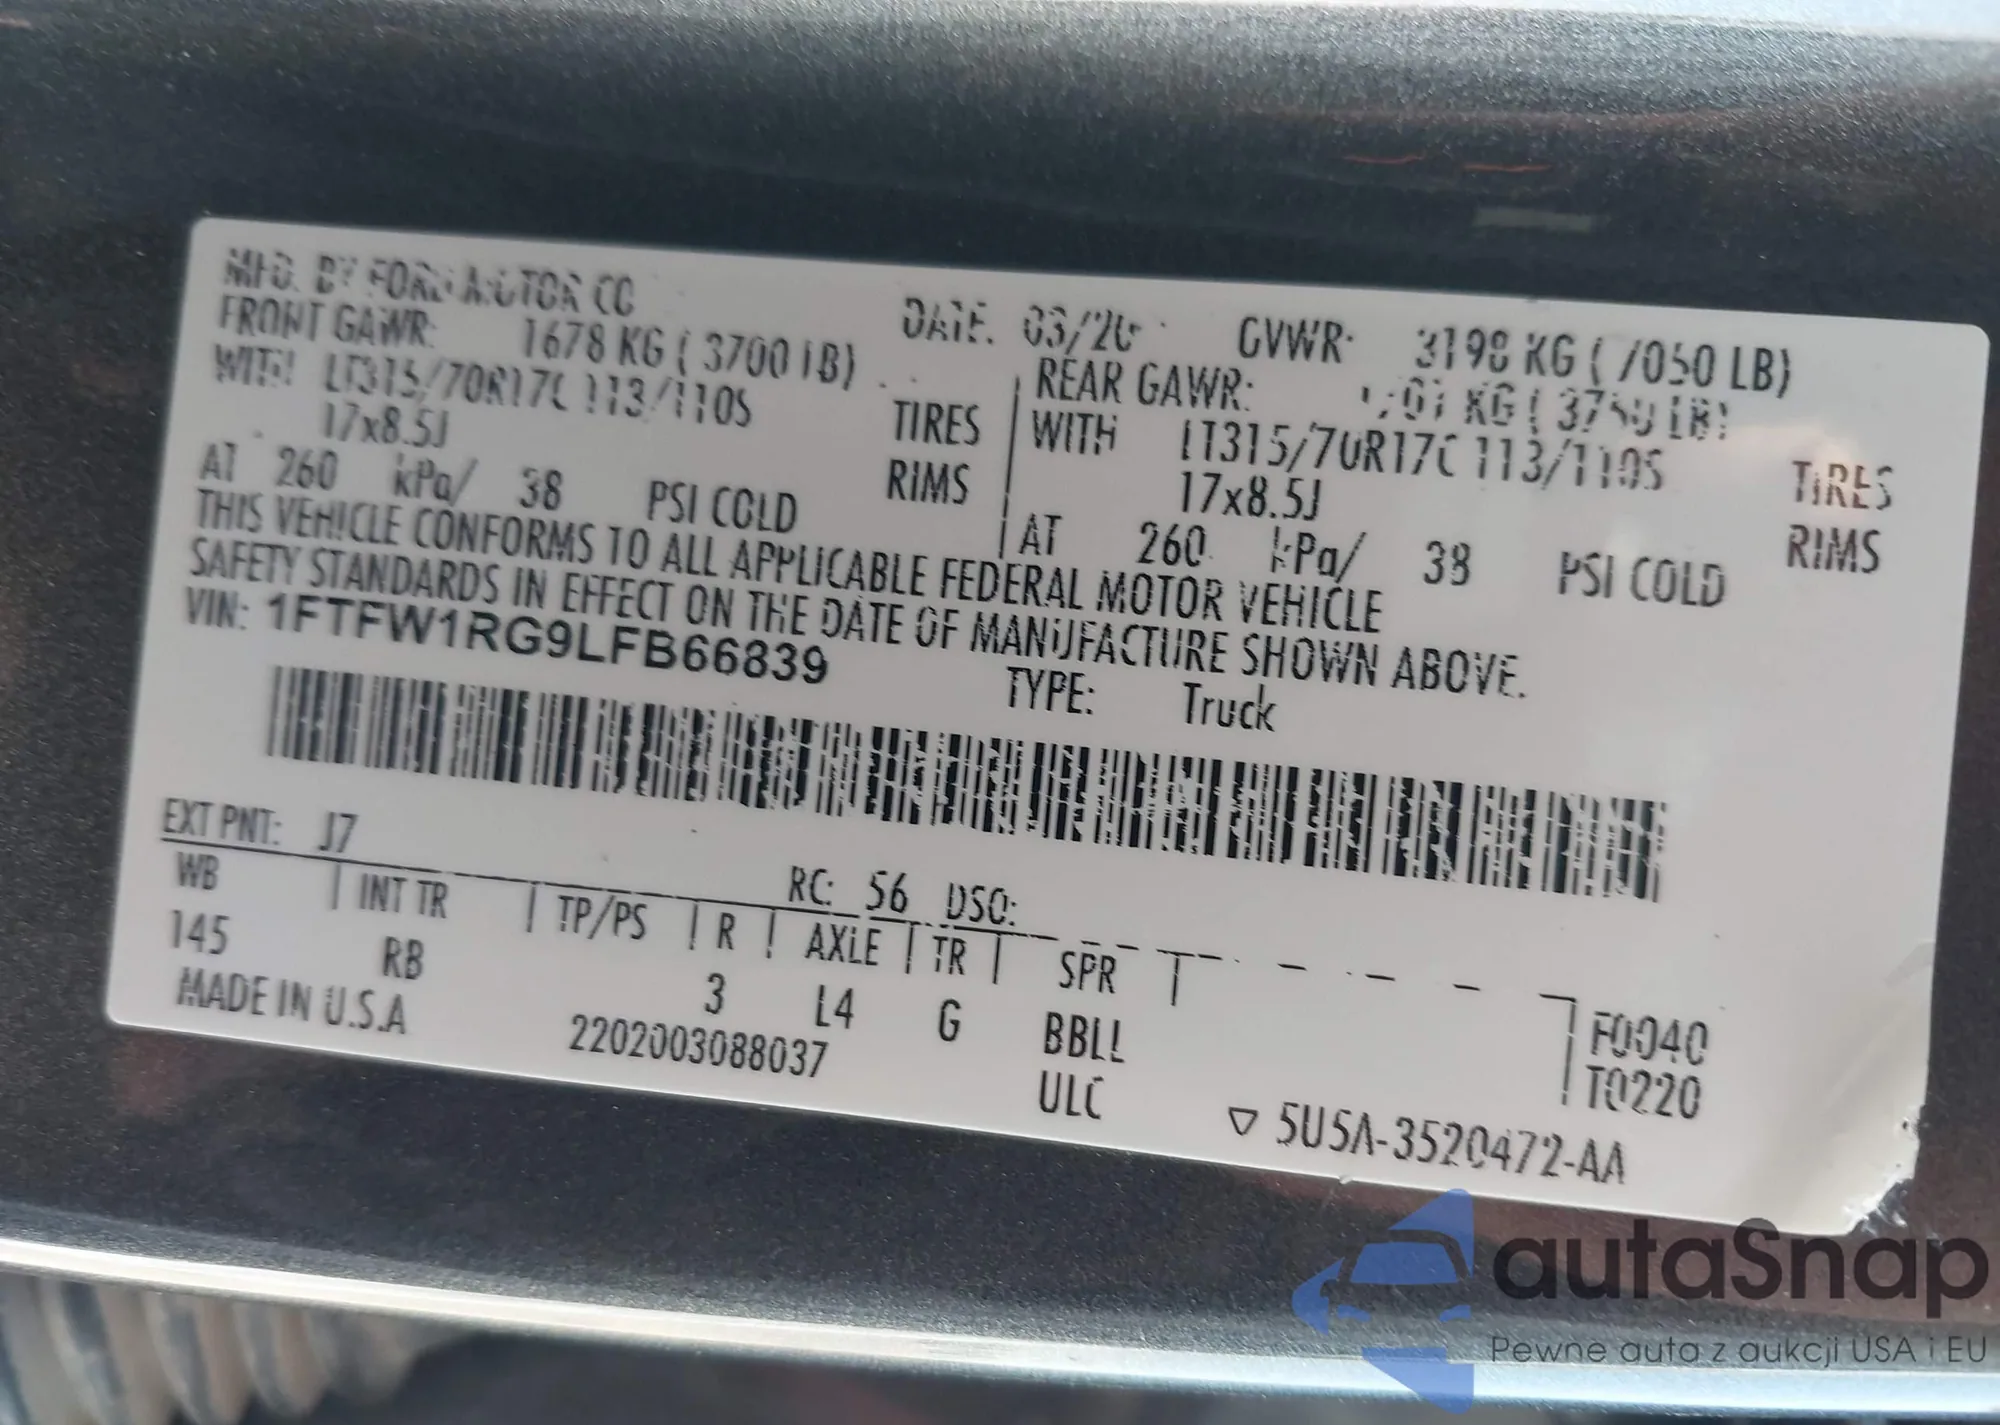 MFD. BY FORD MOTOR CO
DATE: 03/20 GVWR: 3198 KG ( 7050 LB)
FRONT GAWR: 1678 KG ( 3700 LB)
REAR GAWR: KG ( 3750 LB)
WITH LT315/70R17C 113/110S TIRES
WITH LT315/70R17C 113/110S TIRES
17x8.5J RIMS
17x8.5J RIMS
AT 260 kPa/ 38 PSI COLD
AT 260 kPa/ 38 PSI COLD
THIS VEHICLE CONFORMS TO ALL APPLICABLE FEDERAL MOTOR VEHICLE
SAFETY STANDARDS IN EFFECT ON THE DATE OF MANUFACTURE SHOWN ABOVE.
VIN: 1FTFW1RG9LFB66839
TYPE: Truck
EXT PNT: J7 RC: 56 DSO:
WB | INT TR | TP/PS | R | AXLE | TR | SPR
145 RB 3 L4 G BBLL F0040
ULC T0220
MADE IN U.S.A 2202003088037
▽ 5U5A-3520472-AA
autaSnap
Pewne auta z aukcji USA i EU